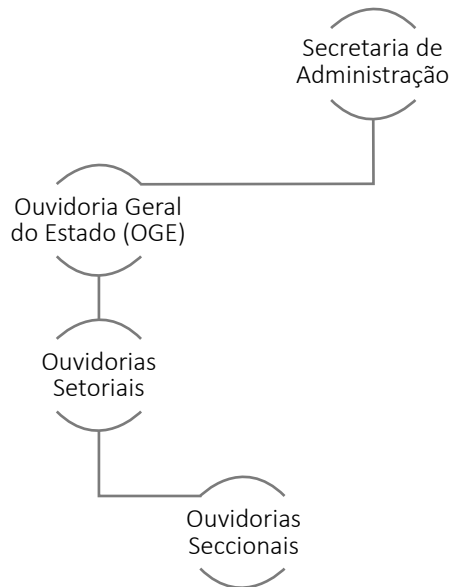 Secretaria de
Administração
Ouvidoria Geral
do Estado (OGE)
Ouvidorias
Setoriais
Ouvidorias
Seccionais